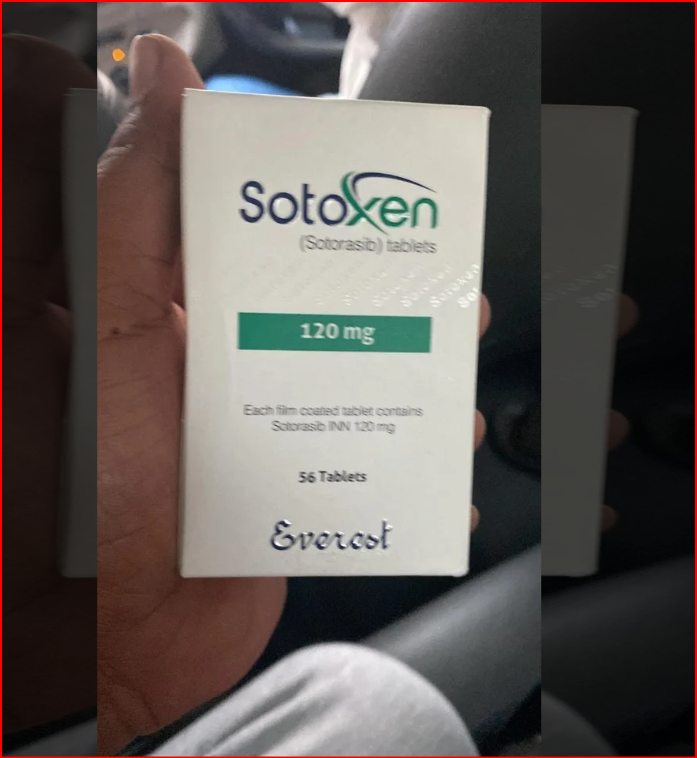 Sotoxen
(Sotorasib) tablets
120 mg
Each film coated tablet contains
Sotorasib INN 120 mg
56 Tablets
Everest